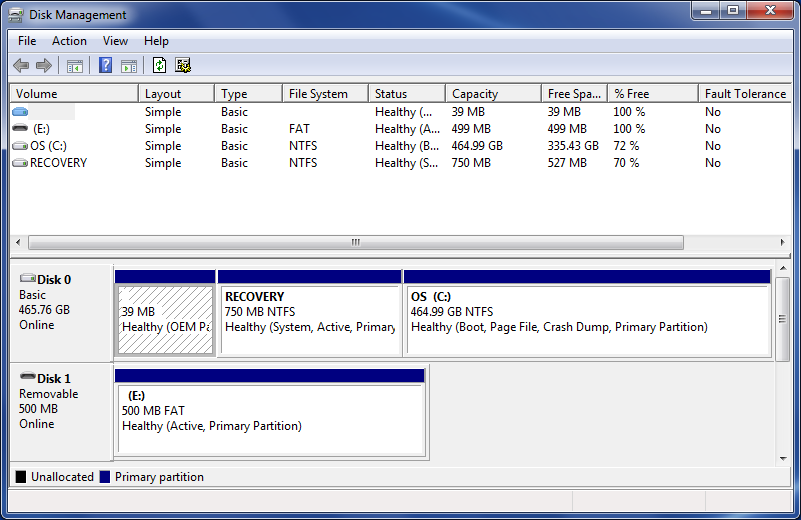 Disk Management
File Action View Help
Volume Layout Type File System Status Capacity Free Spa... % Free Fault Tolerance
Simple Basic Healthy (... 39 MB 39 MB 100 % No
(E:) Simple Basic FAT Healthy (A... 499 MB 499 MB 100 % No
OS (C:) Simple Basic NTFS Healthy (B... 464.99 GB 335.43 GB 72 % No
RECOVERY Simple Basic NTFS Healthy (S... 750 MB 527 MB 70 % No
Disk 0
Basic
465.76 GB
Online
39 MB
Healthy (OEM Pa
RECOVERY
750 MB NTFS
Healthy (System, Active, Primary
OS (C:)
464.99 GB NTFS
Healthy (Boot, Page File, Crash Dump, Primary Partition)
Disk 1
Removable
500 MB
Online
(E:)
500 MB FAT
Healthy (Active, Primary Partition)
Unallocated Primary partition